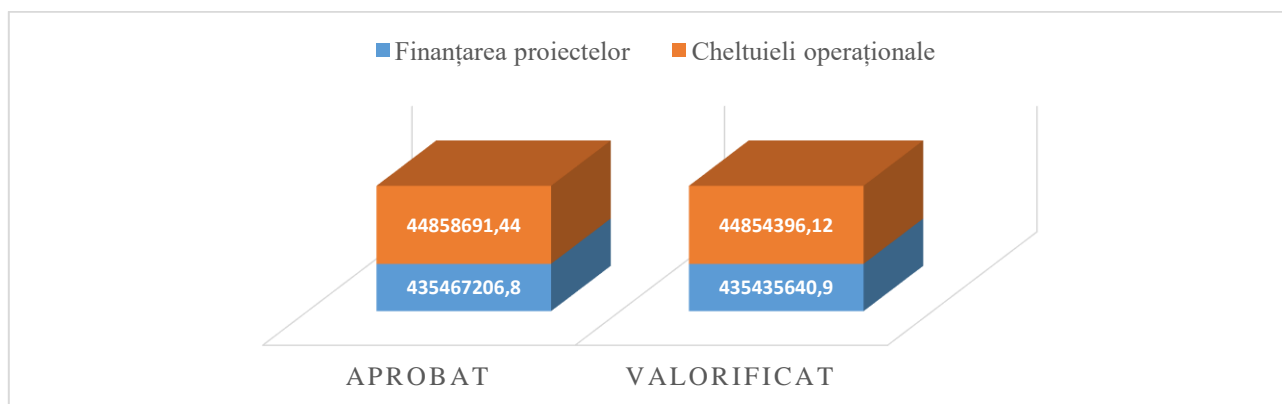 Finanțarea proiectelor Cheltuieli operaționale
44858691,44 44854396,12
435467206,8 435435640,9
APROBAT VALORIFICAT